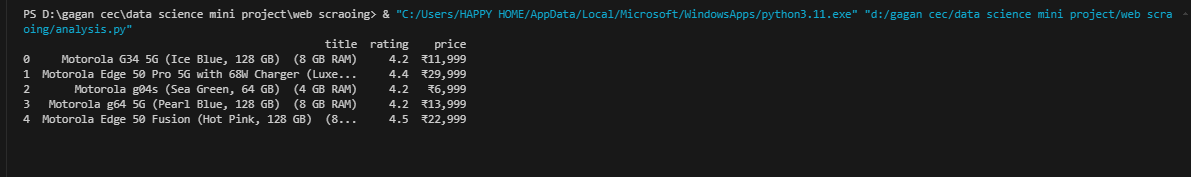 PS D:\gagan cec\data science mini project\web scraoing> & "C:/Users/HAPPY HOME/AppData/Local/Microsoft/WindowsApps/python3.11.exe" "d:/gagan cec/data science mini project/web scra
oing/analysis.py"
title rating price
0 Motorola G34 5G (Ice Blue, 128 GB) (8 GB RAM) 4.2 ₹11,999
1 Motorola Edge 50 Pro 5G with 68W Charger (Luxe... 4.4 ₹29,999
2 Motorola g04s (Sea Green, 64 GB) (4 GB RAM) 4.2 ₹6,999
3 Motorola g64 5G (Pearl Blue, 128 GB) (8 GB RAM) 4.2 ₹13,999
4 Motorola Edge 50 Fusion (Hot Pink, 128 GB) (8... 4.5 ₹22,999